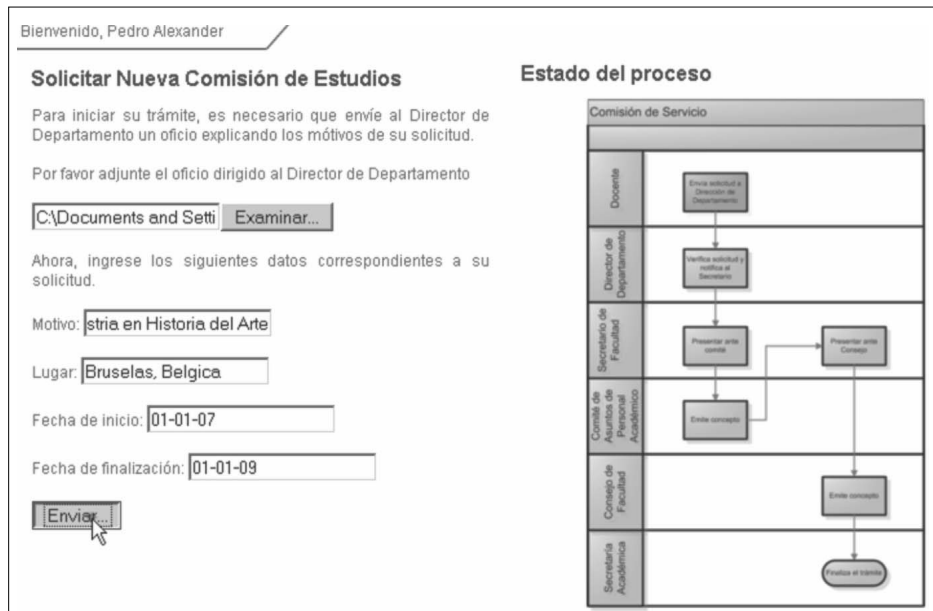 Bienvenido, Pedro Alexander
Solicitar Nueva Comisión de Estudios
Para iniciar su trámite, es necesario que envíe al Director de
Departamento un oficio explicando los mótivos de su solicitud.
Por favor adjunte el oficio dirigido al Director de Departamento
C:\Documents and Setti Examinar...
Ahora, ingrese los siguientes datos correspondientes a su
solicitud.
Motivo: stria en Historia del Arte
Lugar: Bruselas, Belgica
Fecha de inicio: 01-01-07
Fecha de finalización: 01-01-09
Enviar...
Estado del proceso
Comisión de Servicio
Docente
Envia solicitud a
Dirección de
Departamento
Director de
Departamento
Verifica solicitud y
notifica al
Secretario
Secretario de
Facultad
Presentar ante
comité
Presentar ante
Consejo
Comité de
Asuntos de
Personal
Académico
Emite concepto
Consejo de
Facultad
Emite concepto
Secretaría
Académica
Finaliza el trámite